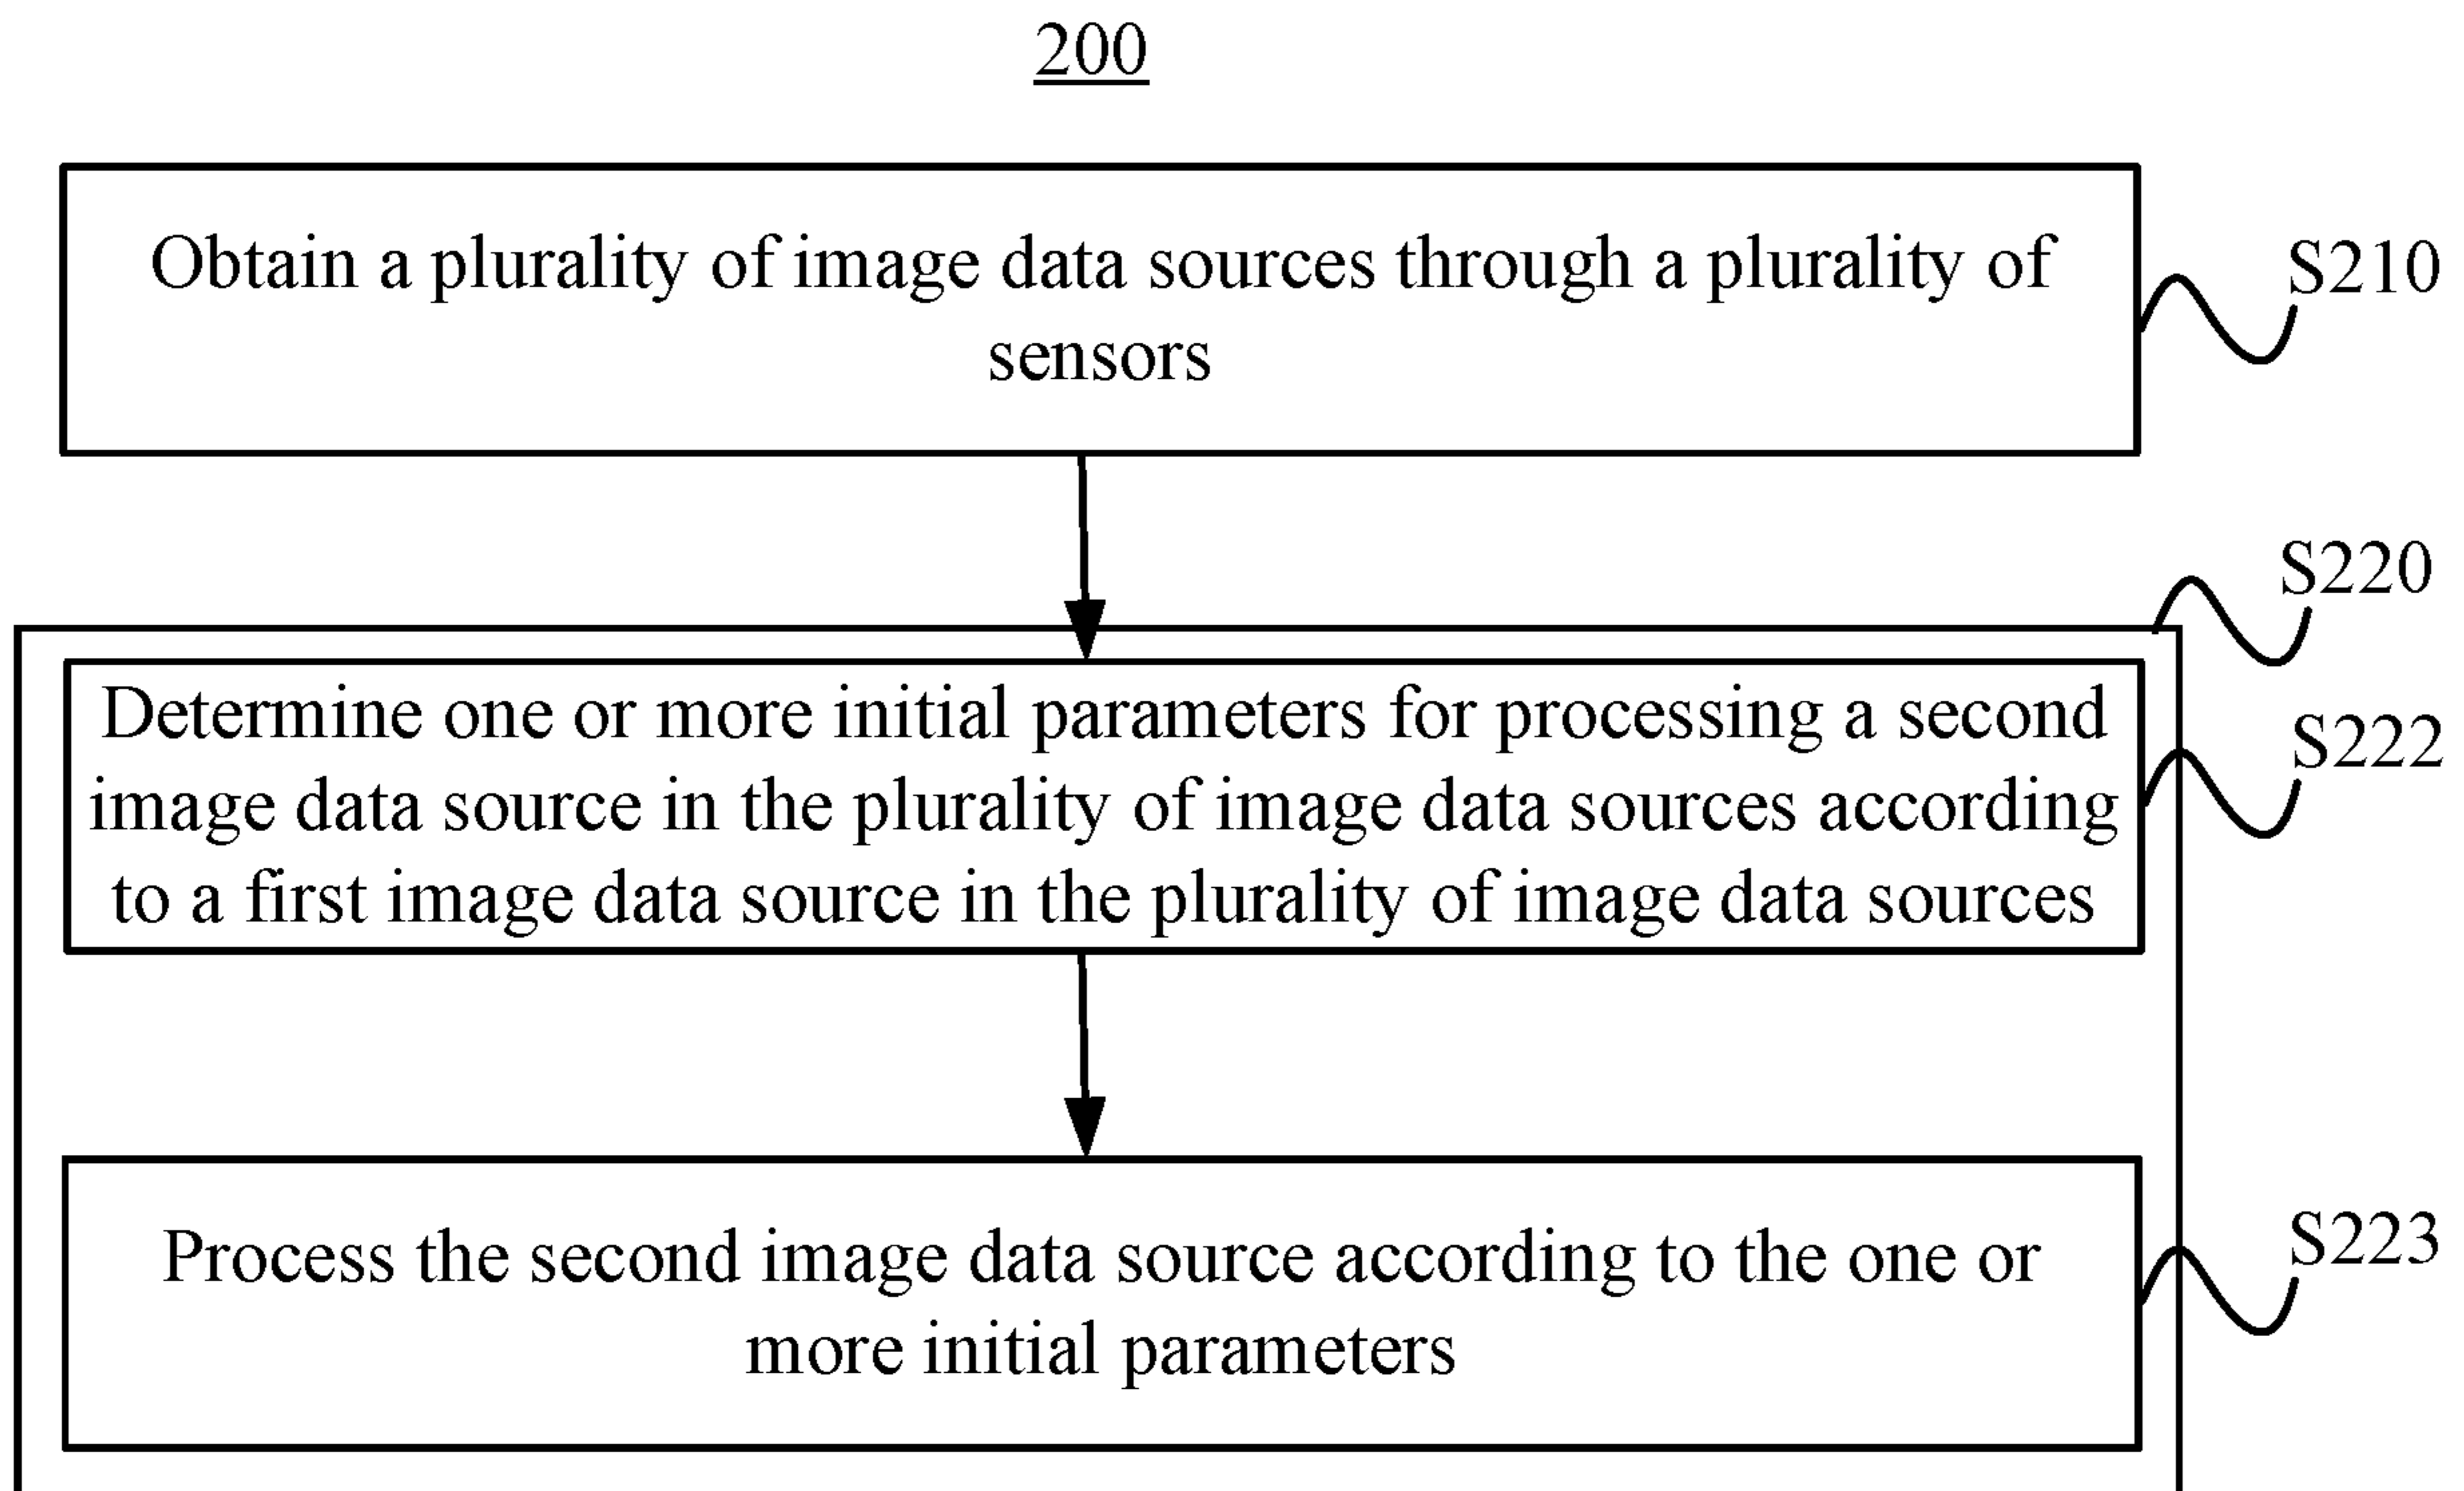 200
Obtain a plurality of image data sources through a plurality of
sensors
S210
S220
Determine one or more initial parameters for processing a second
image data source in the plurality of image data sources according
to a first image data source in the plurality of image data sources
S222
Process the second image data source according to the one or
more initial parameters
S223